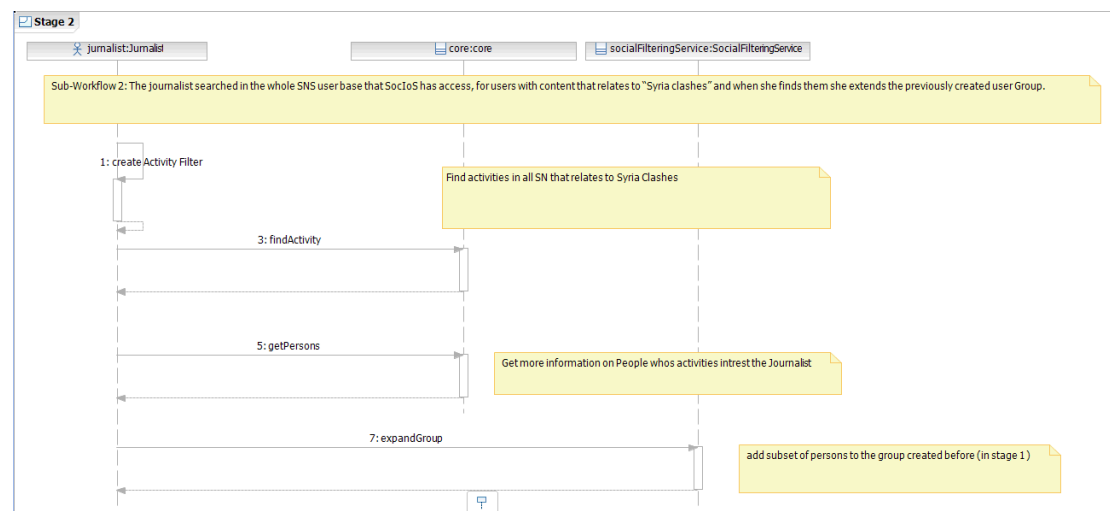 Stage 2
jurnalist:Jurnalist
core:core
socialFilteringService:SocialFilteringService
Sub-Workflow 2: The journalist searched in the whole SNS user base that SocIoS has access, for users with content that relates to “Syria clashes” and when she finds them she extends the previously created user Group.
1: create Activity Filter
Find activities in all SN that relates to Syria Clashes
3: findActivity
5: getPersons
Get more information on People whos activities intrest the Journalist
7: expandGroup
add subset of persons to the group created before (in stage 1)